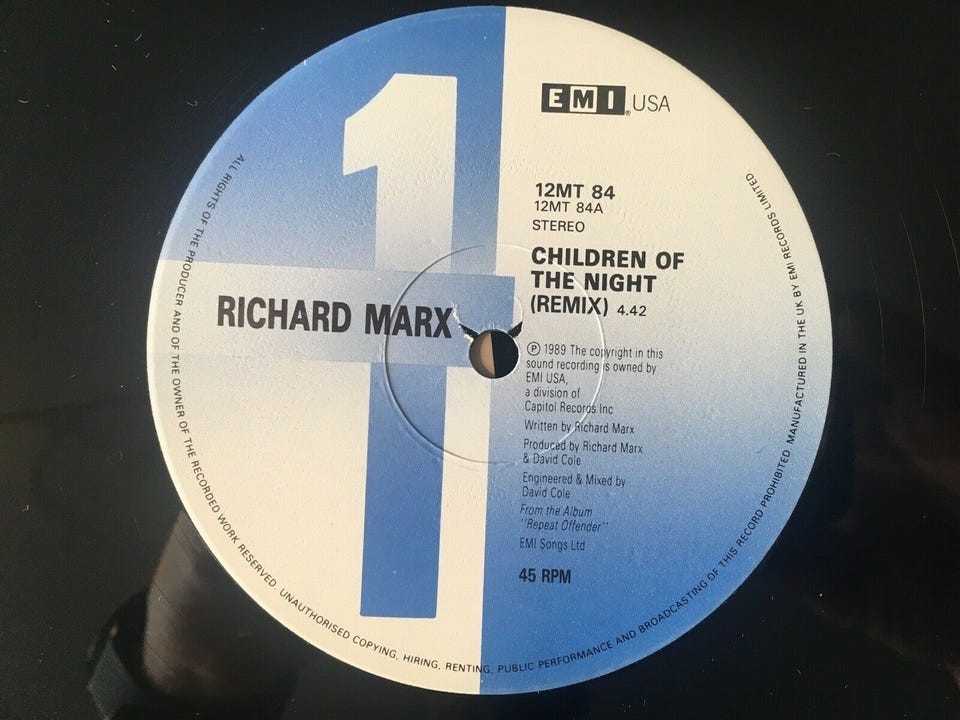 1
EMI USA
12MT 84
12MT 84A
STEREO
CHILDREN OF
THE NIGHT
(REMIX) 4.42
RICHARD MARX
℗ 1989 The copyright in this
sound recording is owned by
EMI USA,
a division of
Capitol Records Inc
Written by Richard Marx
Produced by Richard Marx
& David Cole
Engineered & Mixed by
David Cole
From the Album
"Repeat Offender"
EMI Songs Ltd
45 RPM
ALL RIGHTS OF THE PRODUCER AND OF THE OWNER OF THE RECORDED WORK RESERVED. UNAUTHORISED COPYING, HIRING, RENTING, PUBLIC PERFORMANCE AND BROADCASTING OF THIS RECORD PROHIBITED. MANUFACTURED IN THE UK BY EMI RECORDS LIMITED